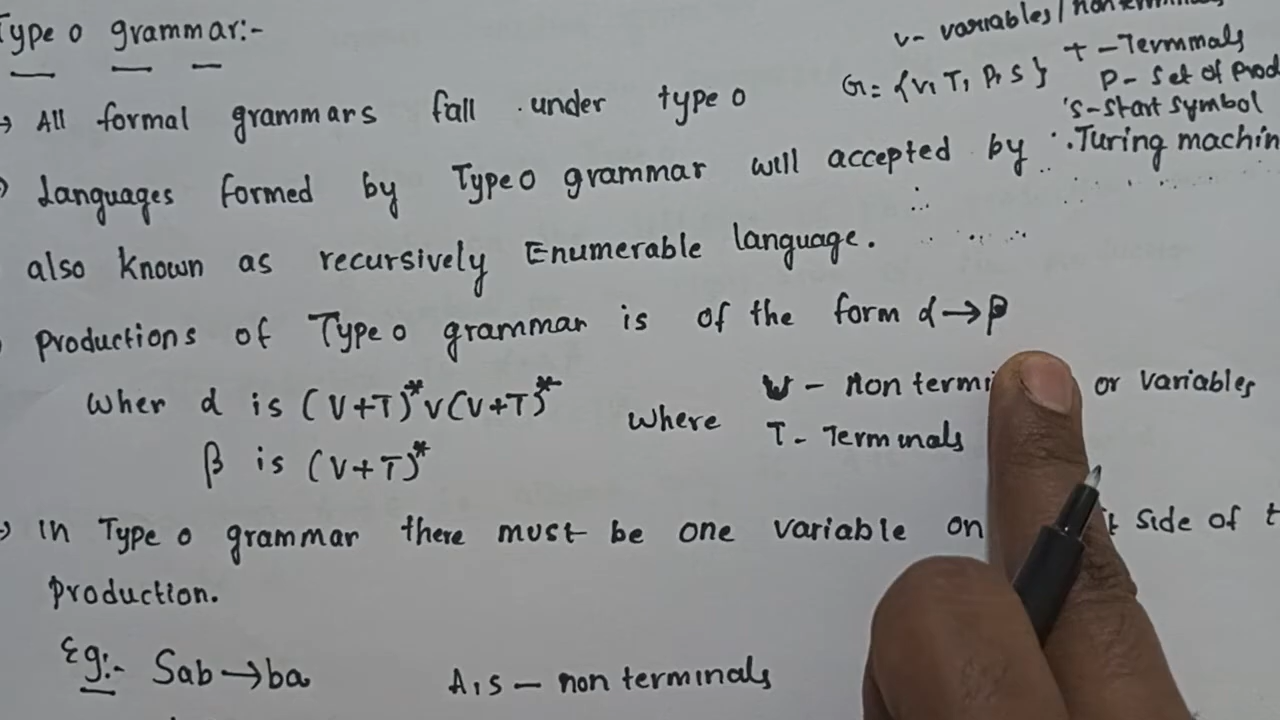 Type 0 grammar:-
v- variables/
G = {V, T, P, S}
T - Terminals
P - Set of Prod
'S - Start symbol
→ All formal grammars fall under type 0
Languages formed by Type 0 grammar will accepted by Turing machin
also known as recursively Enumerable language.
productions of Type 0 grammar is of the form α→β
Wher α is (V+T)*V(V+T)*
β is (V+T)*
where
V - Non termi or variables
T - Terminals
→ In Type 0 grammar there must be one variable on side of t
production.
Eg:- Sab→ba
A, S - non terminals